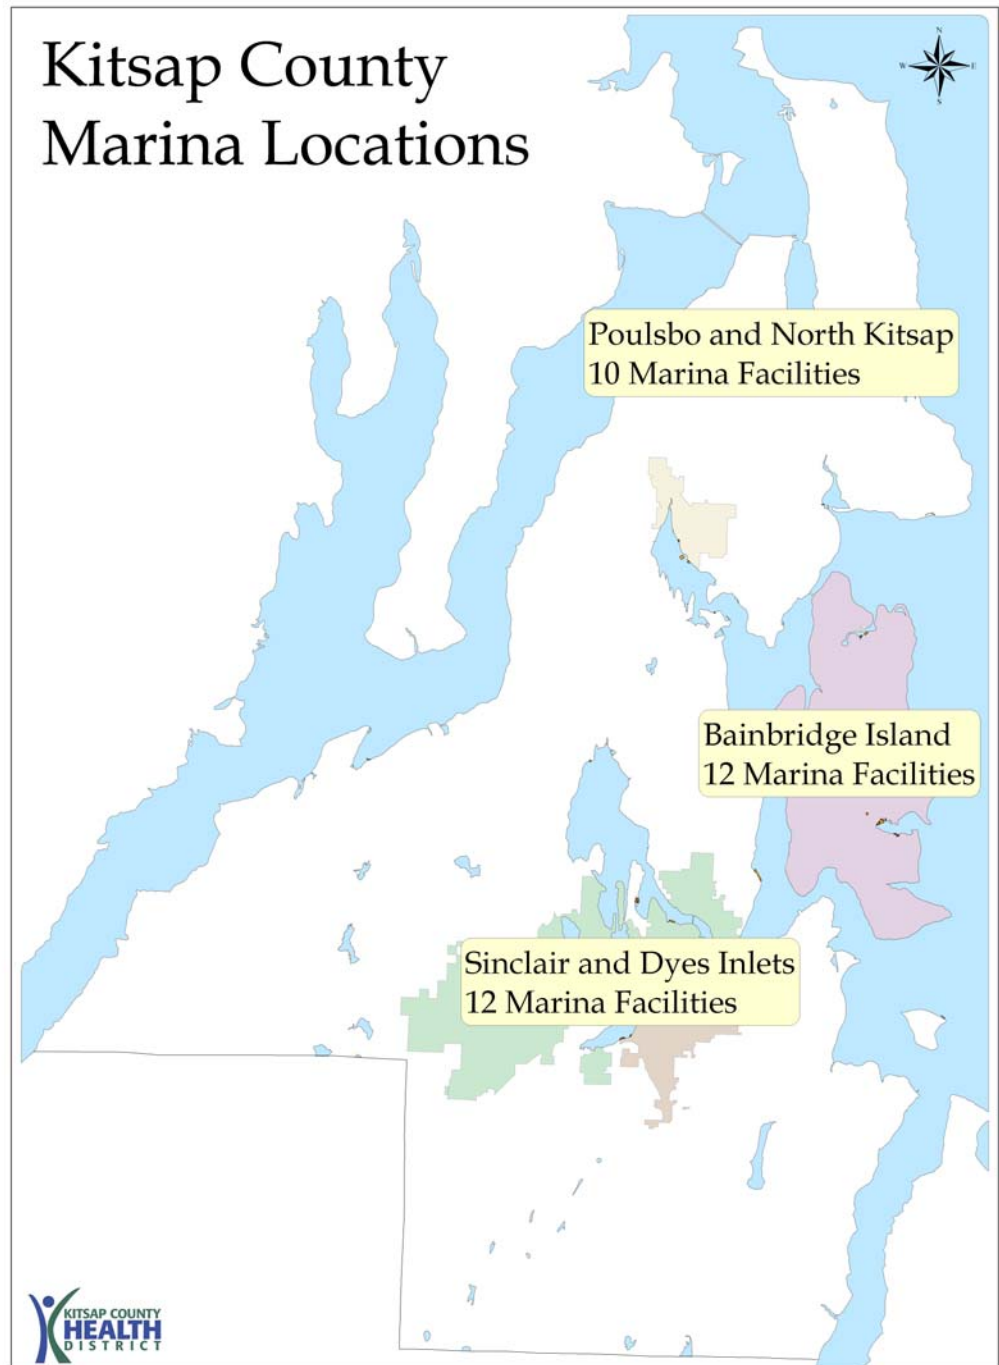 Kitsap County
Marina Locations
N
W
E
S
Poulsbo and North Kitsap
10 Marina Facilities
Bainbridge Island
12 Marina Facilities
Sinclair and Dyes Inlets
12 Marina Facilities
KITSAP COUNTY
HEALTH
DISTRICT